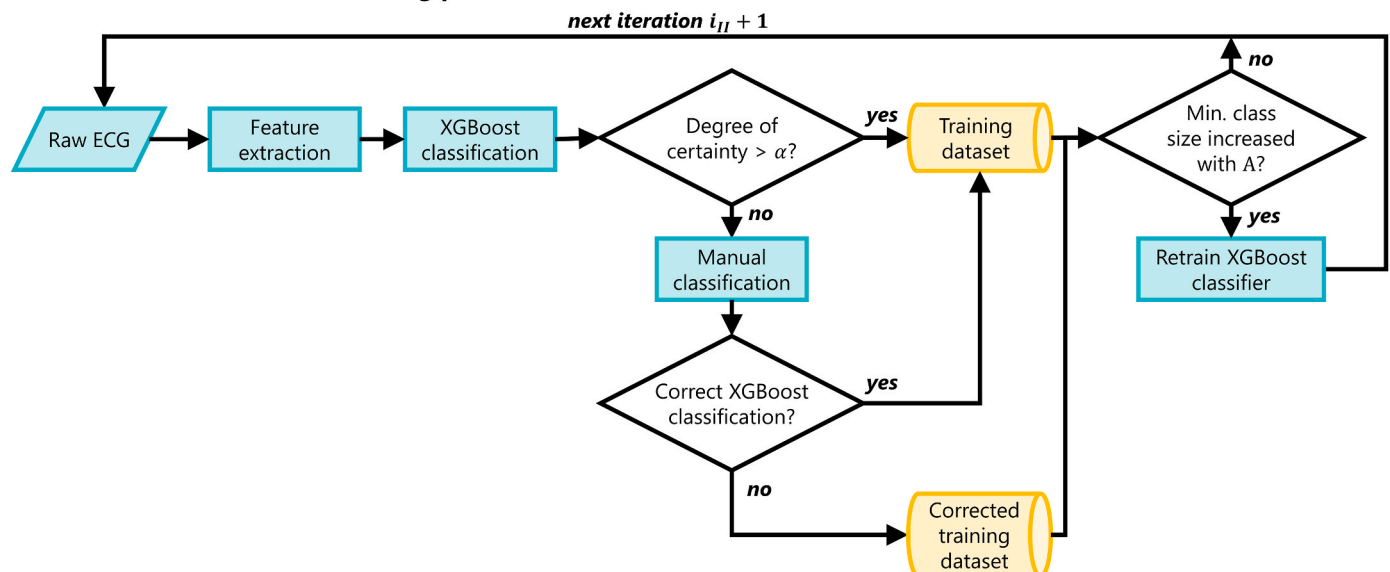 next iteration i_II + 1
no
Raw ECG
Feature
extraction
XGBoost
classification
Degree of
certainty > α?
yes
Training
dataset
Min. class
size increased
with A?
no
yes
Manual
classification
Retrain XGBoost
classifier
Correct XGBoost
classification?
yes
no
Corrected
training
dataset